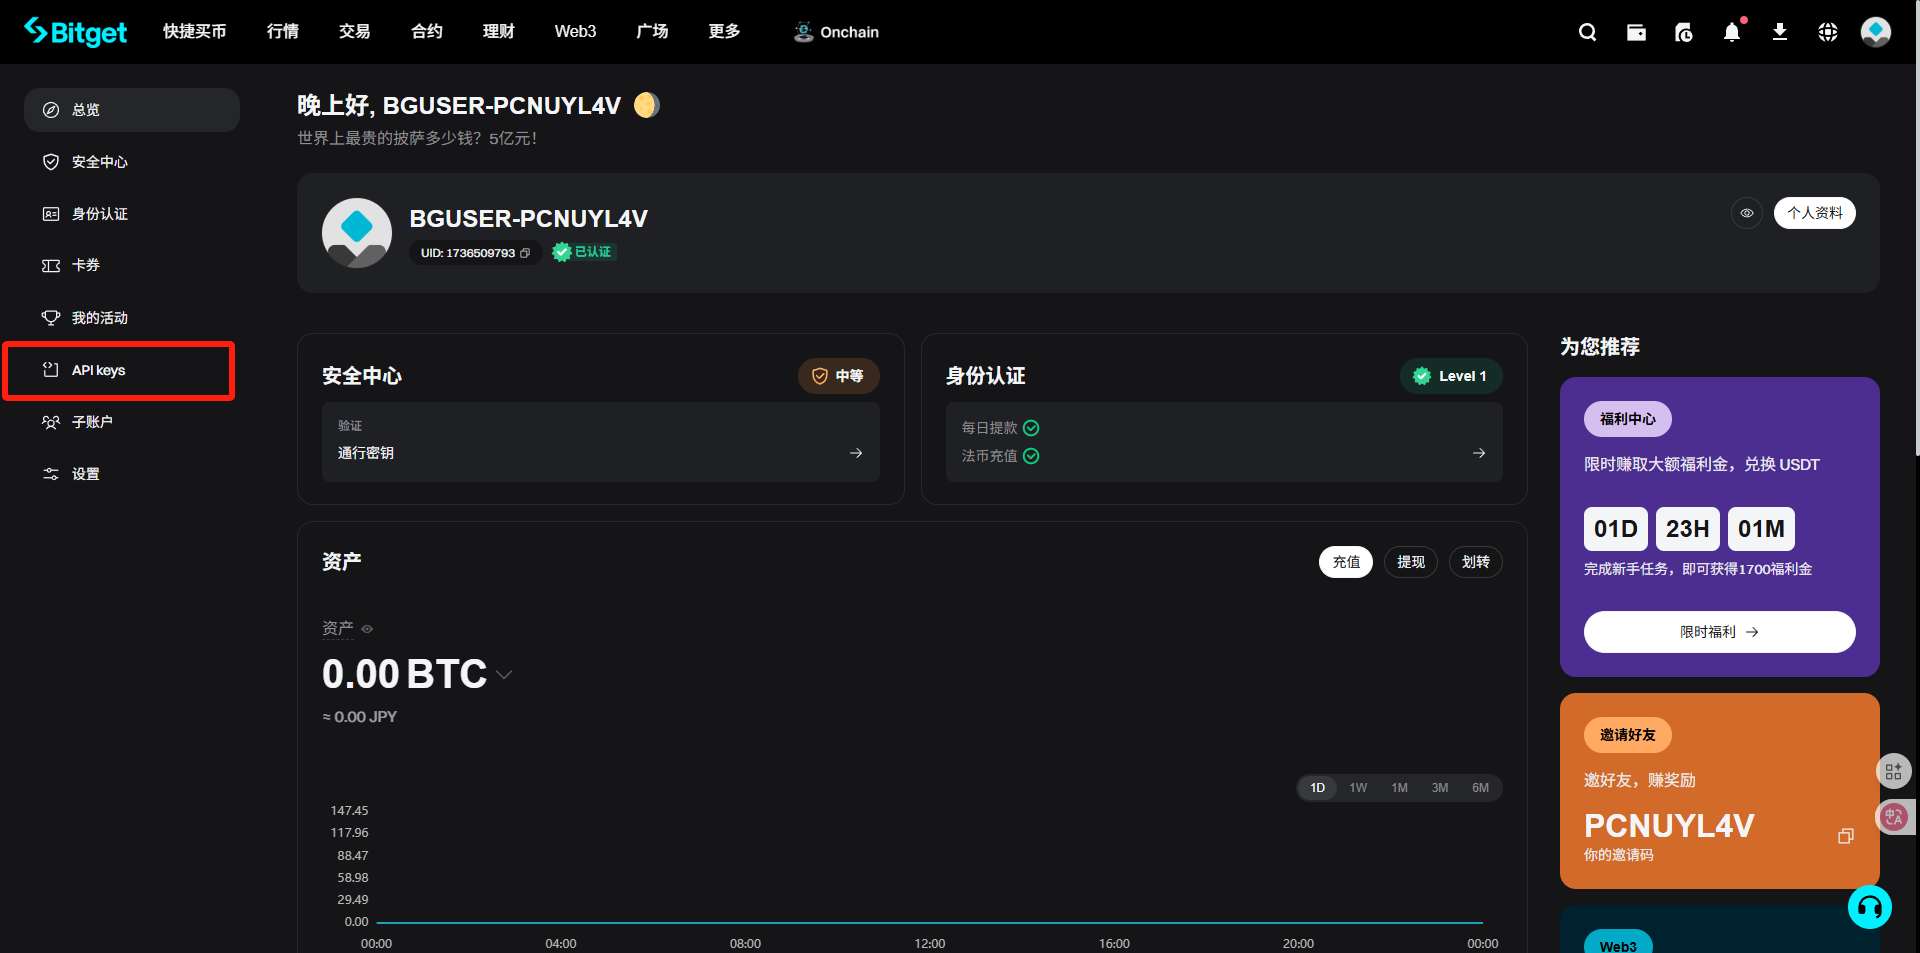 Bitget 快捷买币 行情 交易 合约 理财 Web3 广场 更多 Onchain
总览
安全中心
身份认证
卡券
我的活动
API keys
子账户
设置
晚上好, BGUSER-PCNUYL4V
世界上最贵的披萨多少钱？5亿元！
BGUSER-PCNUYL4V
UID: 1736509793
已认证
个人资料
安全中心
中等
验证
通行密钥
身份认证
Level 1
每日提款
法币充值
资产
充值 提现 划转
资产
0.00 BTC
≈ 0.00 JPY
1D 1W 1M 3M 6M
147.45
117.96
88.47
58.98
29.49
0.00
00:00 04:00 08:00 12:00 16:00 20:00 00:00
为您推荐
福利中心
限时赚取大额福利金，兑换 USDT
01D 23H 01M
完成新手任务，即可获得1700福利金
限时福利
邀请好友
邀好友，赚奖励
PCNUYL4V
你的邀请码
Web3